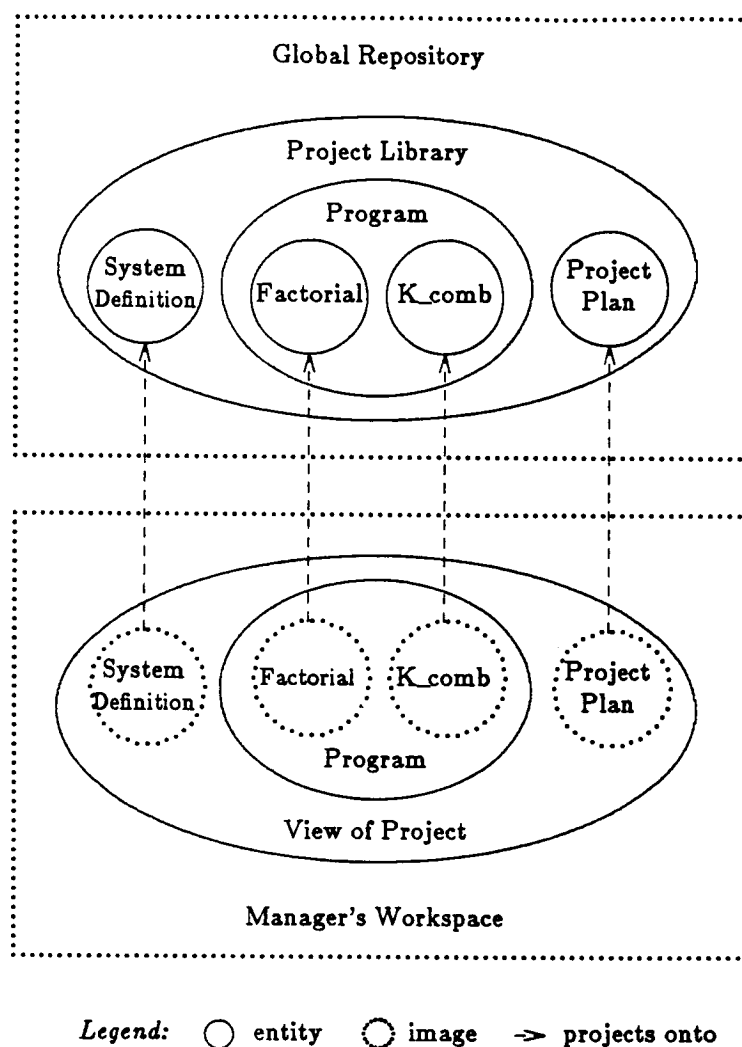 Global Repository
Project Library
Program
System
Definition
Factorial
K_comb
Project
Plan
System
Definition
Factorial
K_comb
Project
Plan
Program
View of Project
Manager's Workspace
Legend: entity image projects onto